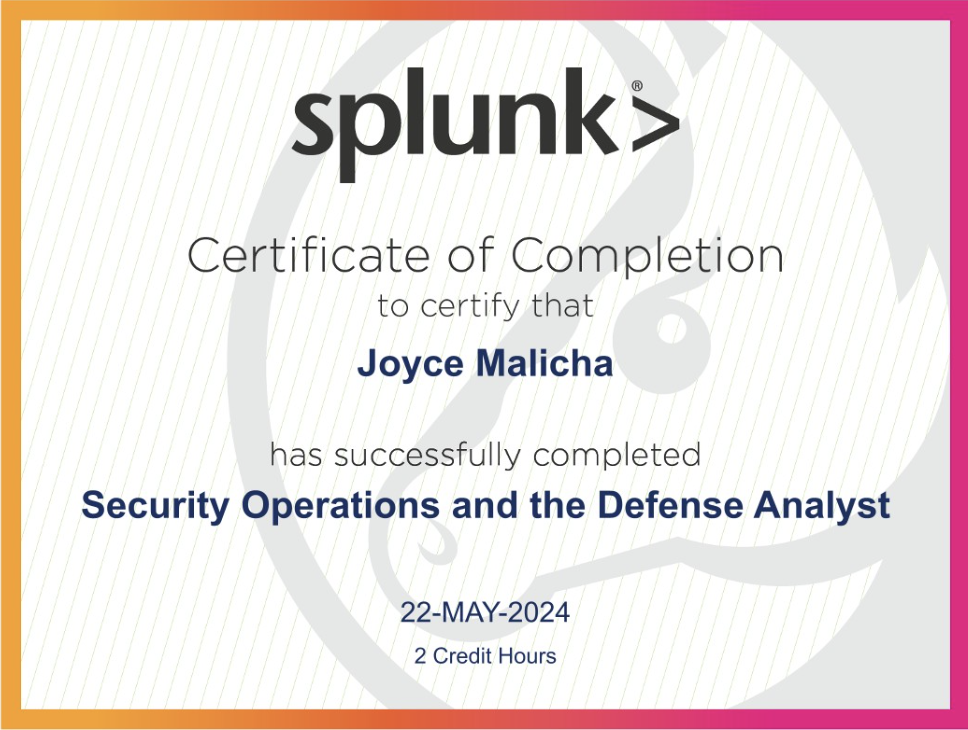 splunk>®
Certificate of Completion
to certify that
Joyce Malicha
has successfully completed
Security Operations and the Defense Analyst
22-MAY-2024
2 Credit Hours